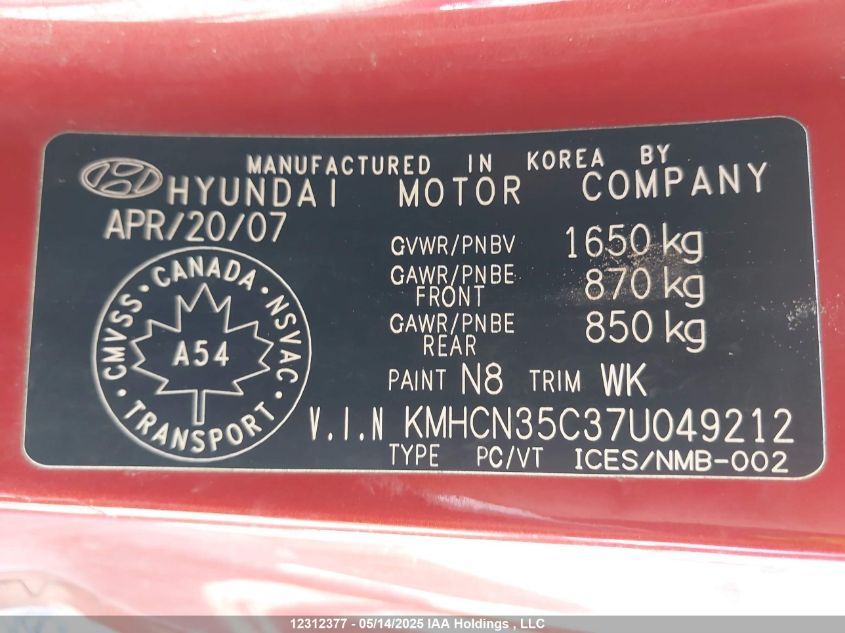 MANUFACTURED IN KOREA BY
HYUNDAI MOTOR COMPANY
APR/20/07
GVWR/PNBV 1650 kg
GAWR/PNBE FRONT 870 kg
GAWR/PNBE REAR 850 kg
PAINT N8 TRIM WK
V.I.N KMHCN35C37U049212
TYPE PC/VT ICES/NMB-002
CMVSS • CANADA • NSVAC • TRANSPORT •
A54
12312377 - 05/14/2025 IAA Holdings , LLC